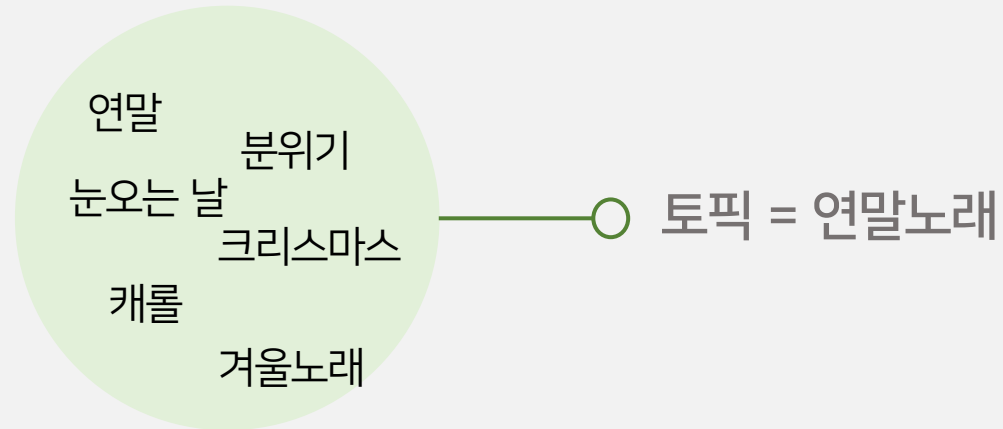 연말
분위기
눈오는 날
크리스마스
캐롤
겨울노래
토픽 = 연말노래